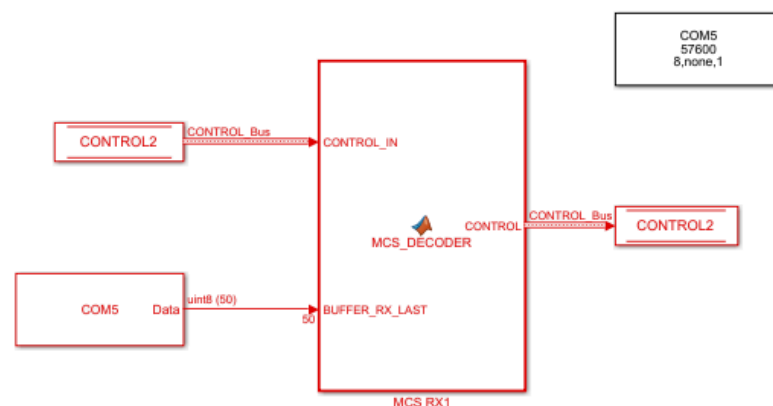 COM5
57600
8,none,1
CONTROL2
CONTROL_Bus
CONTROL_IN
MCS_DECODER
CONTROL
CONTROL_Bus
CONTROL2
COM5
Data
uint8 (50)
50
BUFFER_RX_LAST
MCS RX1